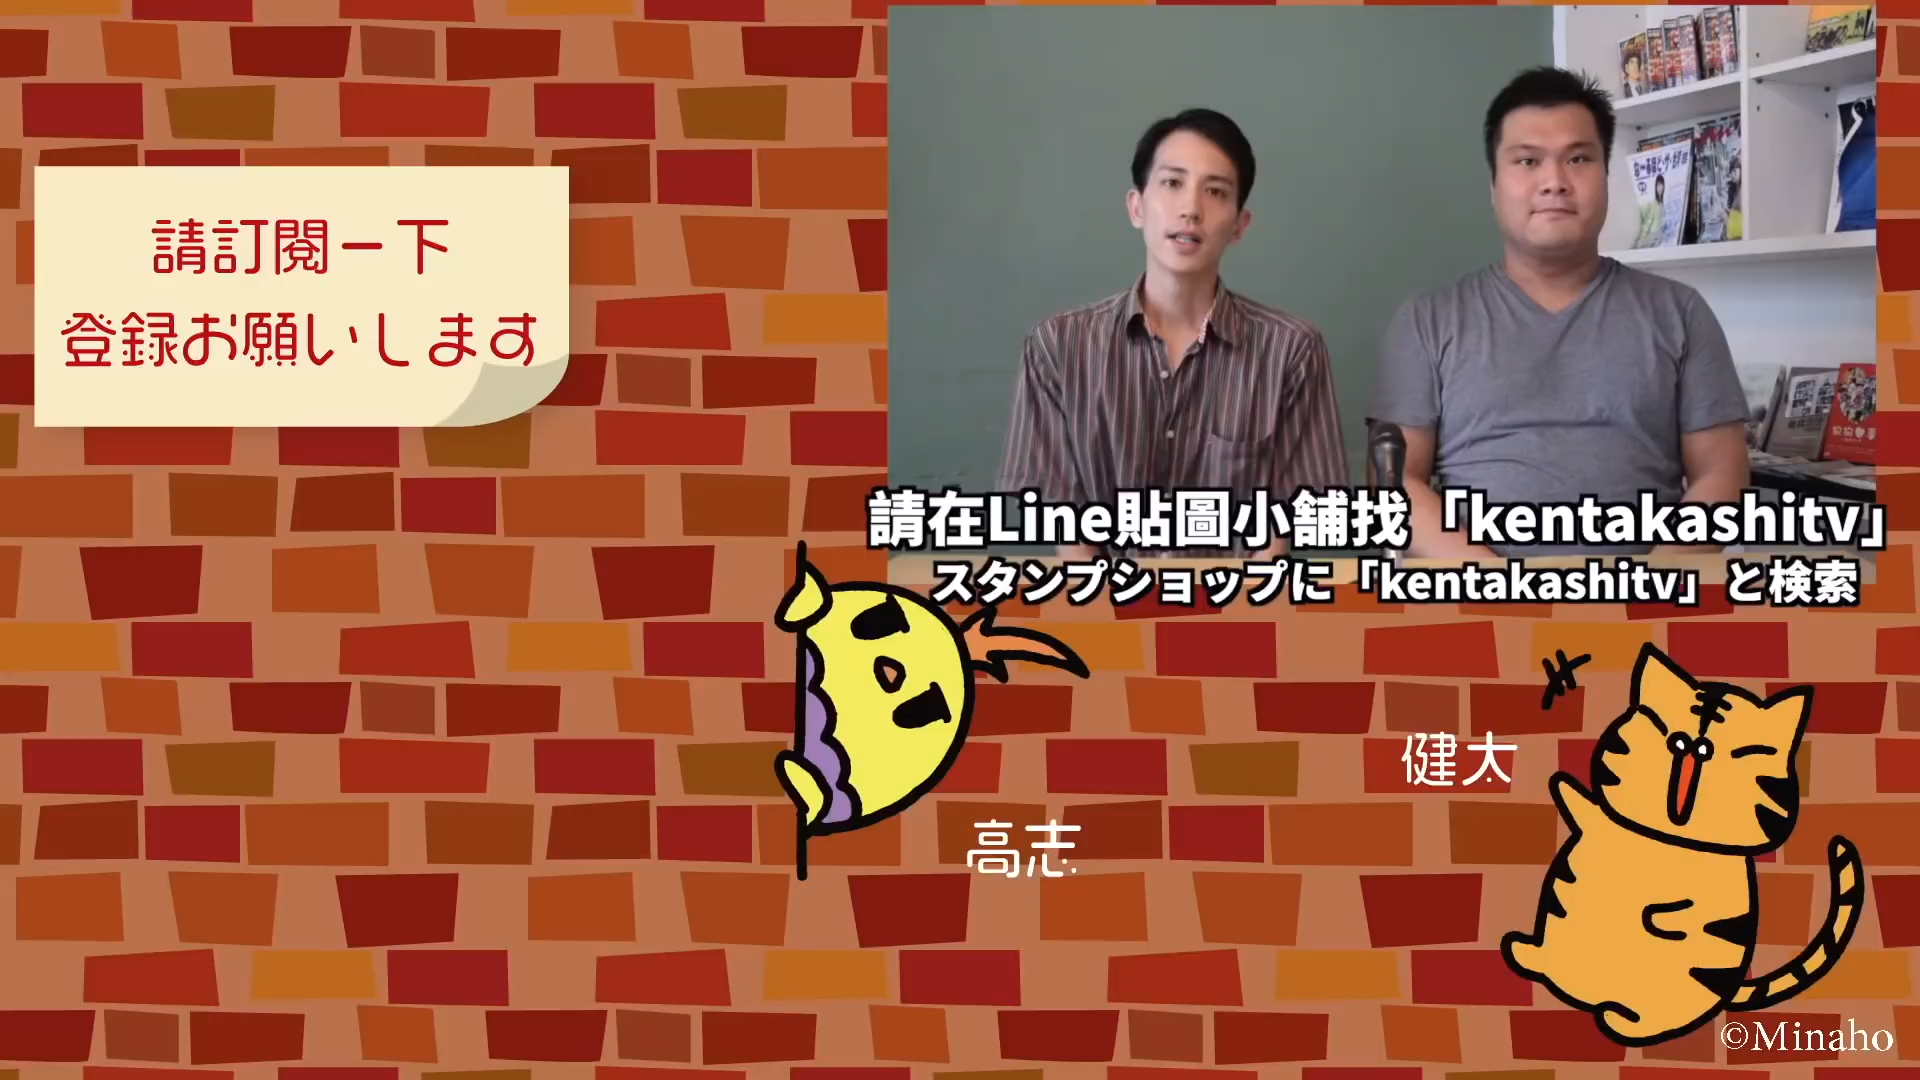 請訂閱一下
登録お願いします
請在Line貼圖小舖找「kentakashitv」
スタンプショップに「kentakashitv」と検索
健太
高志
©Minaho